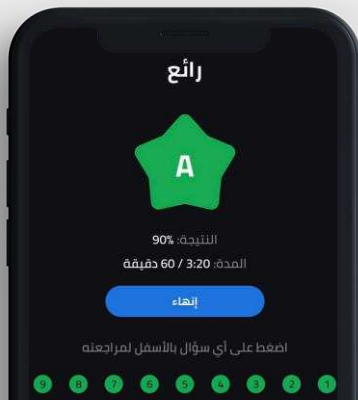 رائع
A
النتيجة: 90%
المدة: 3:20 / 60 دقيقة
إنهاء
اضغط على أي سؤال بالأسفل لمراجعته
1 2 3 4 5 6 7 8 9